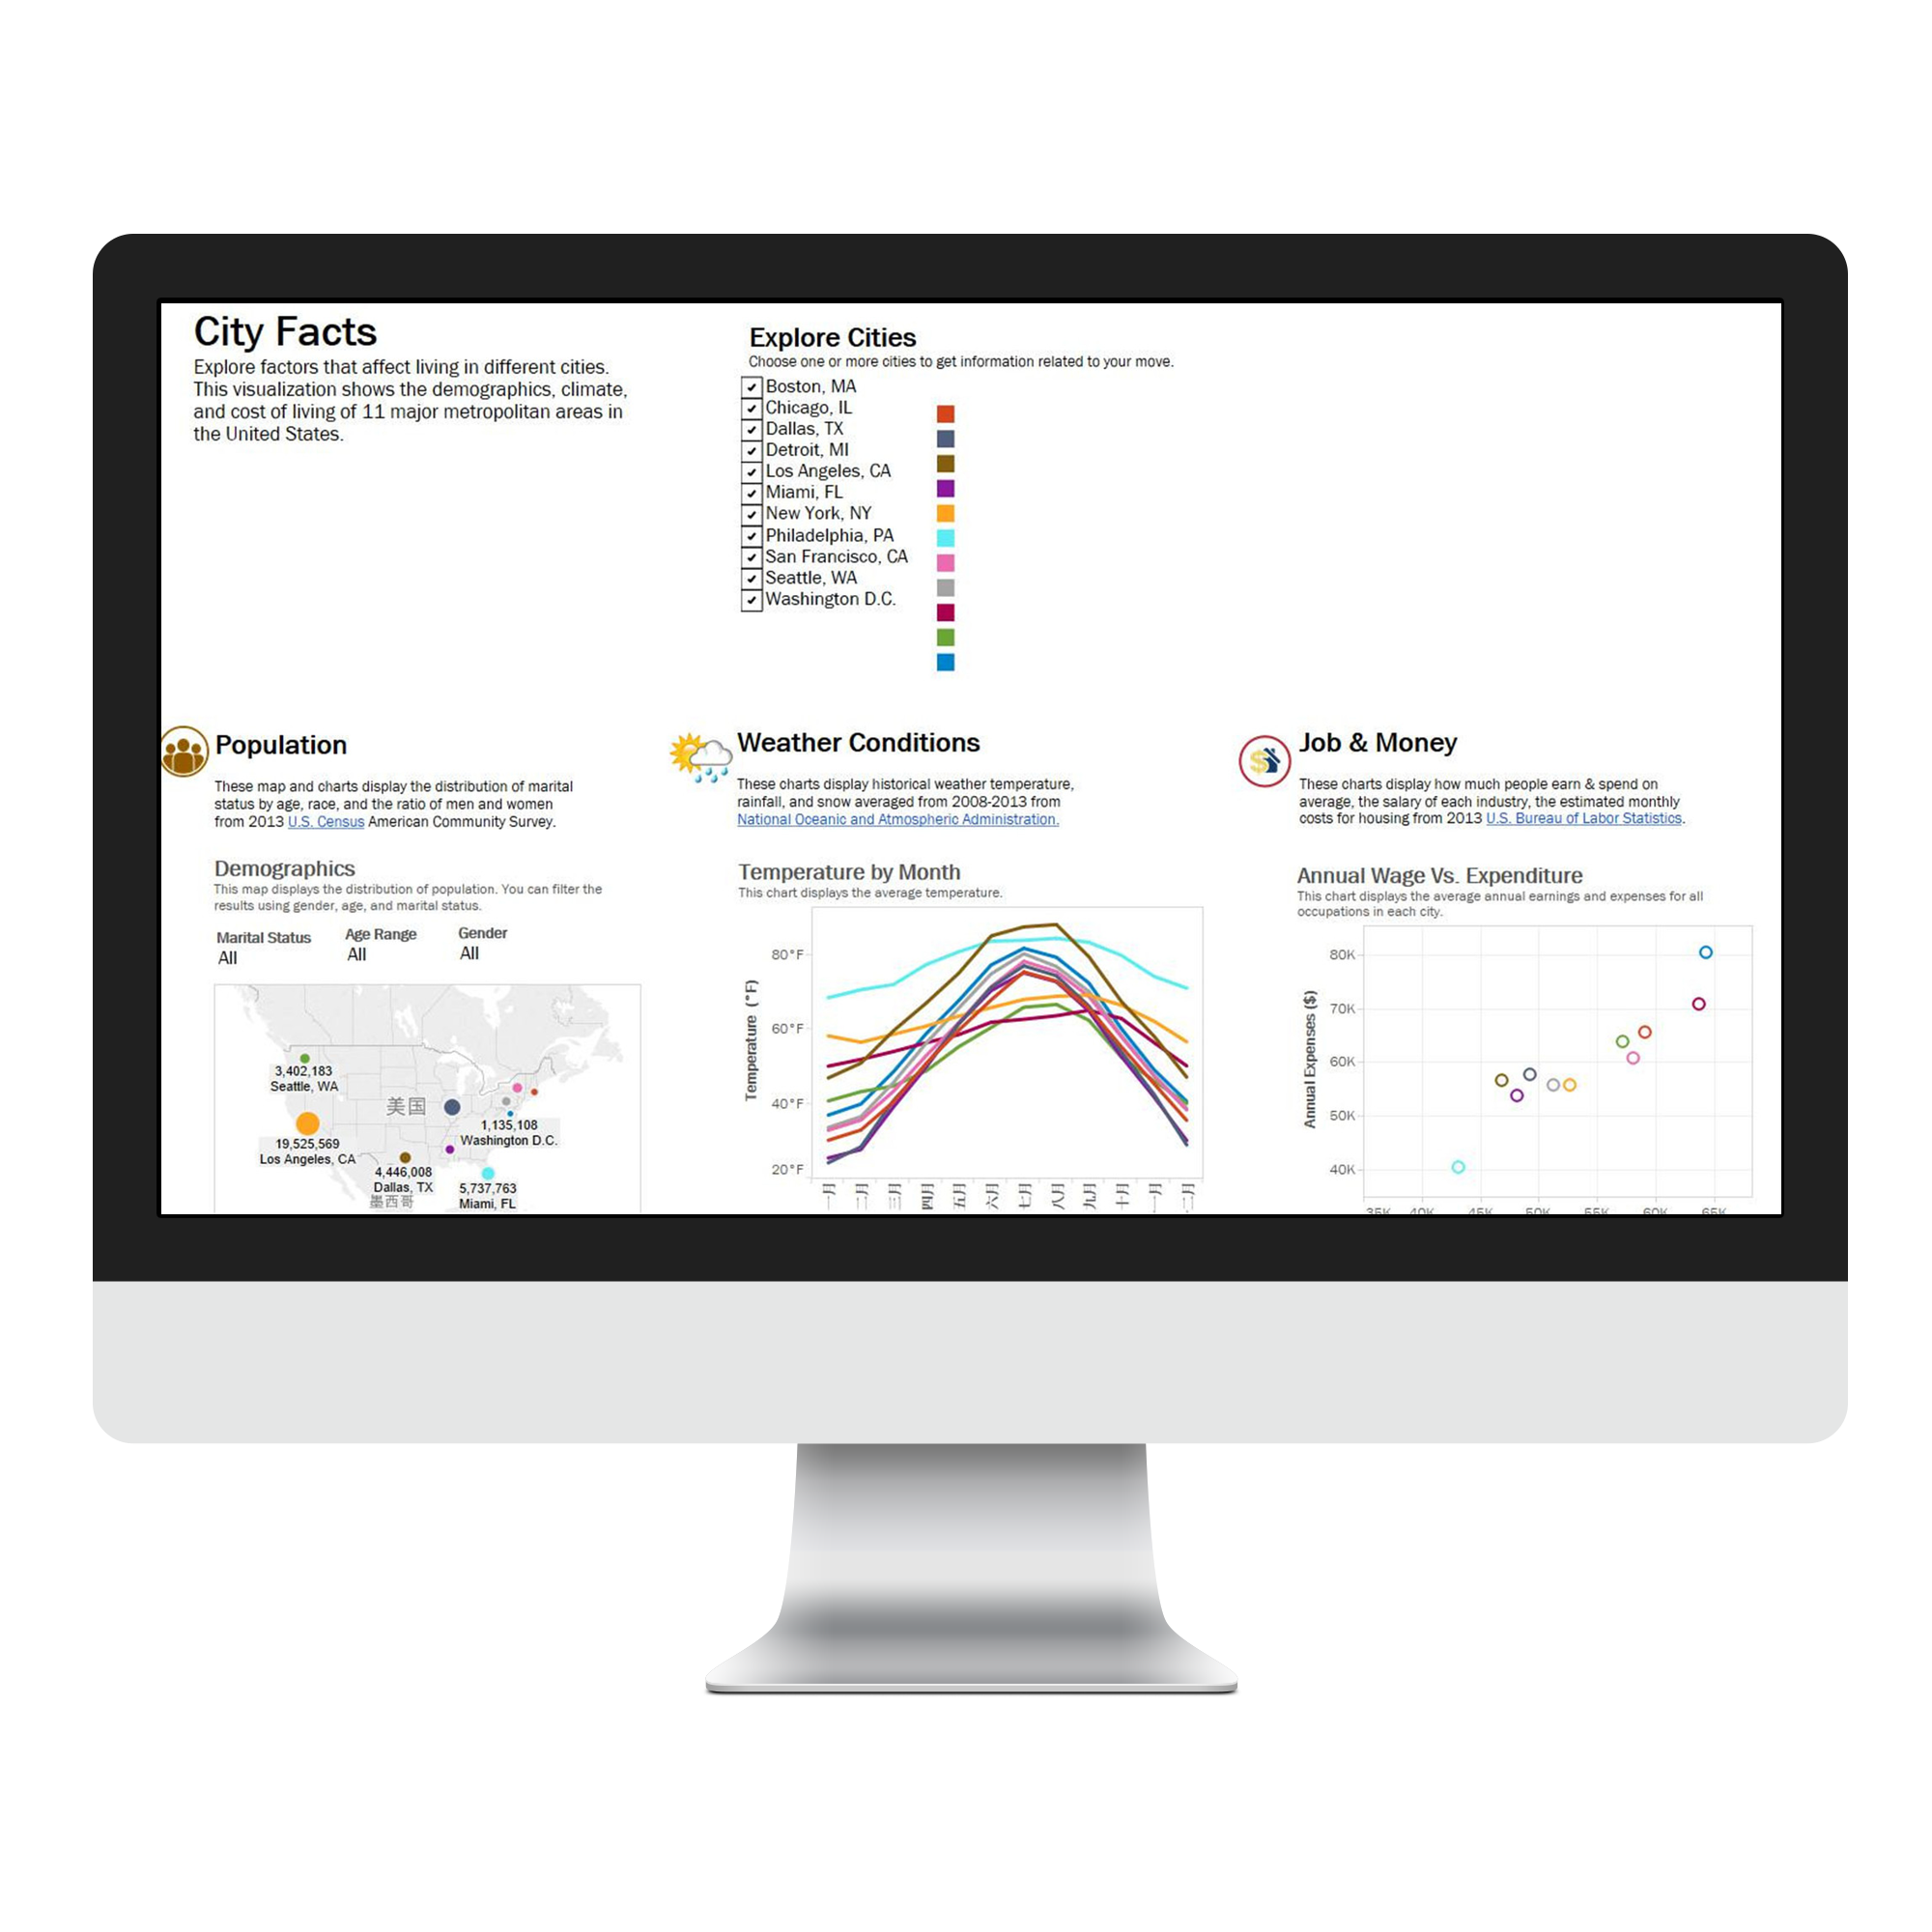 City Facts
Explore factors that affect living in different cities.
This visualization shows the demographics, climate,
and cost of living of 11 major metropolitan areas in
the United States.
Explore Cities
Choose one or more cities to get information related to your move.
Boston, MA
Chicago, IL
Dallas, TX
Detroit, MI
Los Angeles, CA
Miami, FL
New York, NY
Philadelphia, PA
San Francisco, CA
Seattle, WA
Washington D.C.
Population
These map and charts display the distribution of marital
status by age, race, and the ratio of men and women
from 2013 U.S. Census American Community Survey.
Demographics
This map displays the distribution of population. You can filter the
results using gender, age, and marital status.
Marital Status
All
Age Range
All
Gender
All
3,402,183
Seattle, WA
美国
1,135,108
Washington D.C.
19,525,569
Los Angeles, CA
4,446,008
Dallas, TX
墨西哥
5,737,763
Miami, FL
Weather Conditions
These charts display historical weather temperature,
rainfall, and snow averaged from 2008-2013 from
National Oceanic and Atmospheric Administration.
Temperature by Month
This chart displays the average temperature.
Temperature (°F)
80°F
60°F
40°F
20°F
一月
二月
三月
四月
五月
六月
七月
八月
九月
十月
Job & Money
$
These charts display how much people earn & spend on
average, the salary of each industry, the estimated monthly
costs for housing from 2013 U.S. Bureau of Labor Statistics.
Annual Wage Vs. Expenditure
This chart displays the average annual earnings and expenses for all
occupations in each city.
Annual Expenses ($)
80K
70K
60K
50K
40K
35K 40K 45K 50K 55K 60K 65K